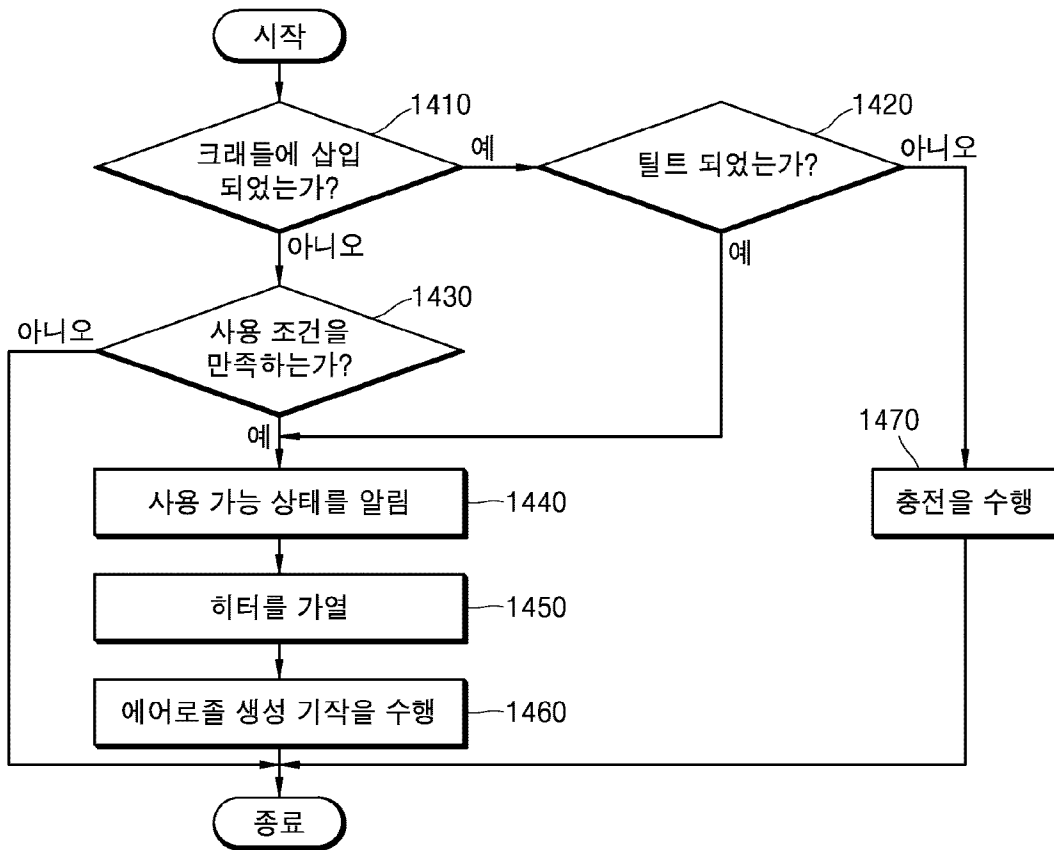 시작
1410
크래들에 삽입
되었는가?
예
1420
틸트 되었는가?
아니오
아니오
예
1430
아니오
사용 조건을
만족하는가?
예
1440
사용 가능 상태를 알림
1470
충전을 수행
히터를 가열
1450
에어로졸 생성 기작을 수행
1460
종료